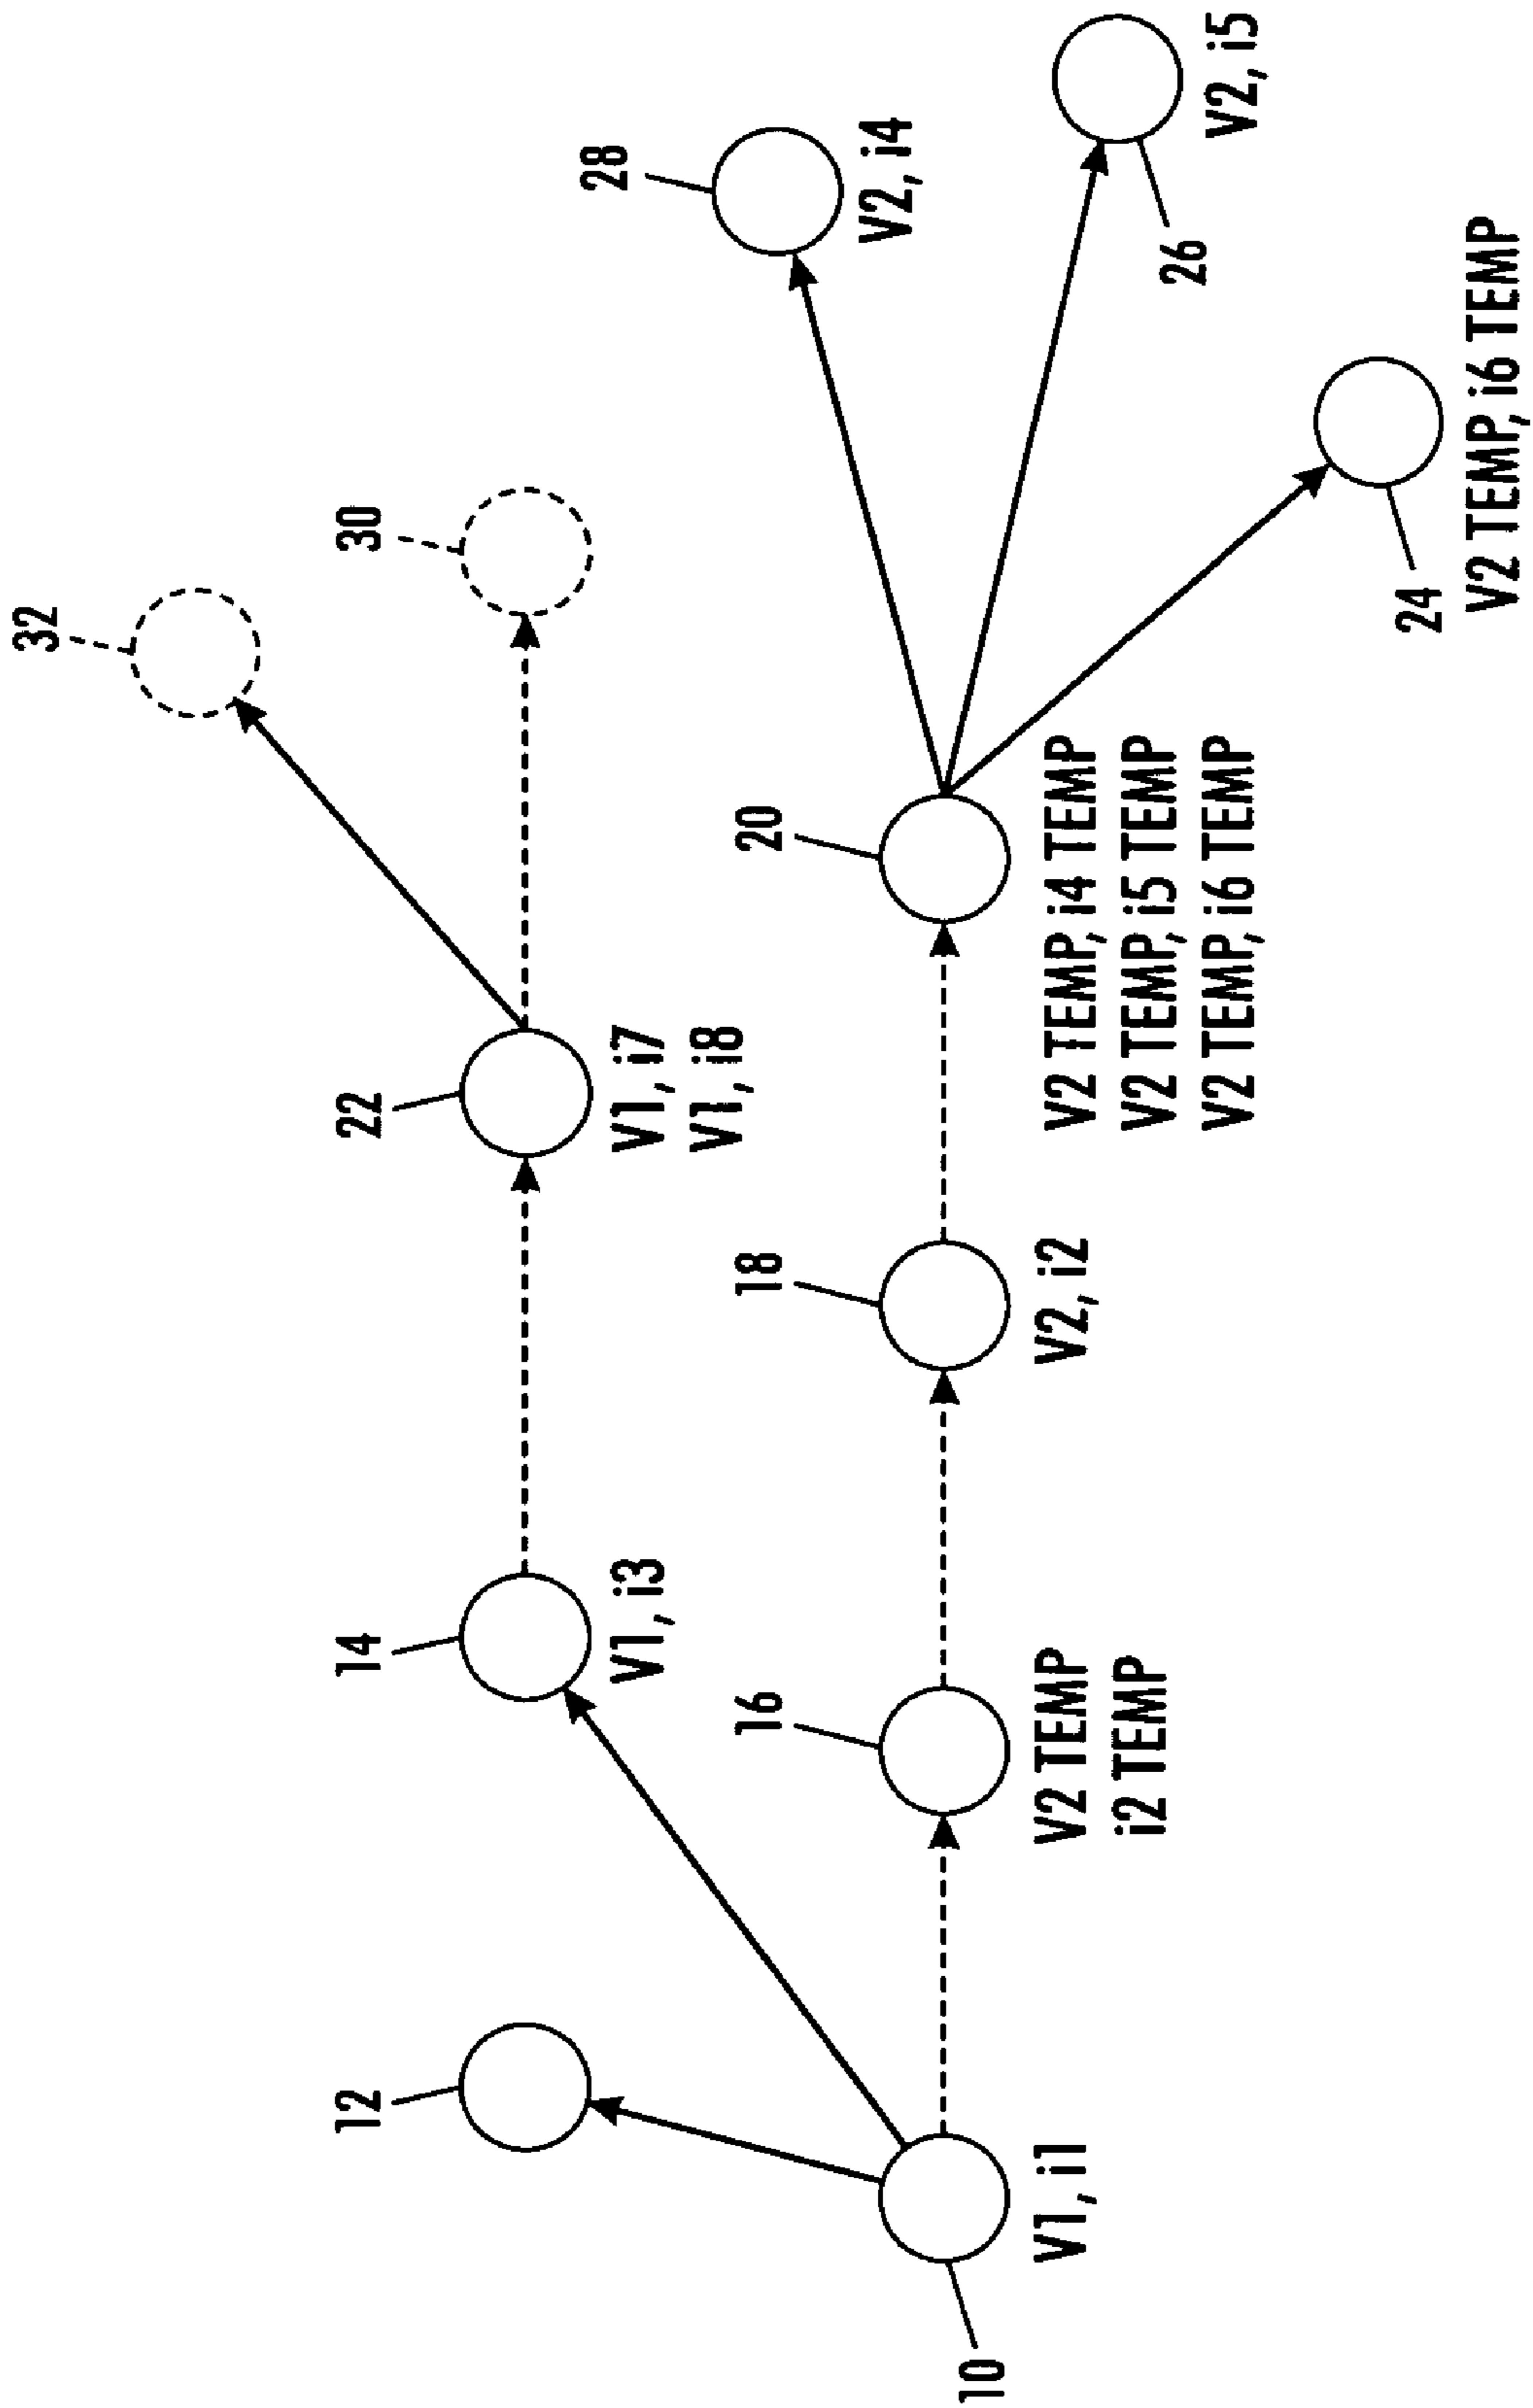 32
30
28
V2, i4
V2, i5
26
22
V1, i7
V1, i8
20
V2 TEMP, i4 TEMP
V2 TEMP, i5 TEMP
V2 TEMP, i6 TEMP
24
V2 TEMP, i6 TEMP
14
V1, i3
18
V2, i2
16
V2 TEMP
i2 TEMP
12
10
V1, i1